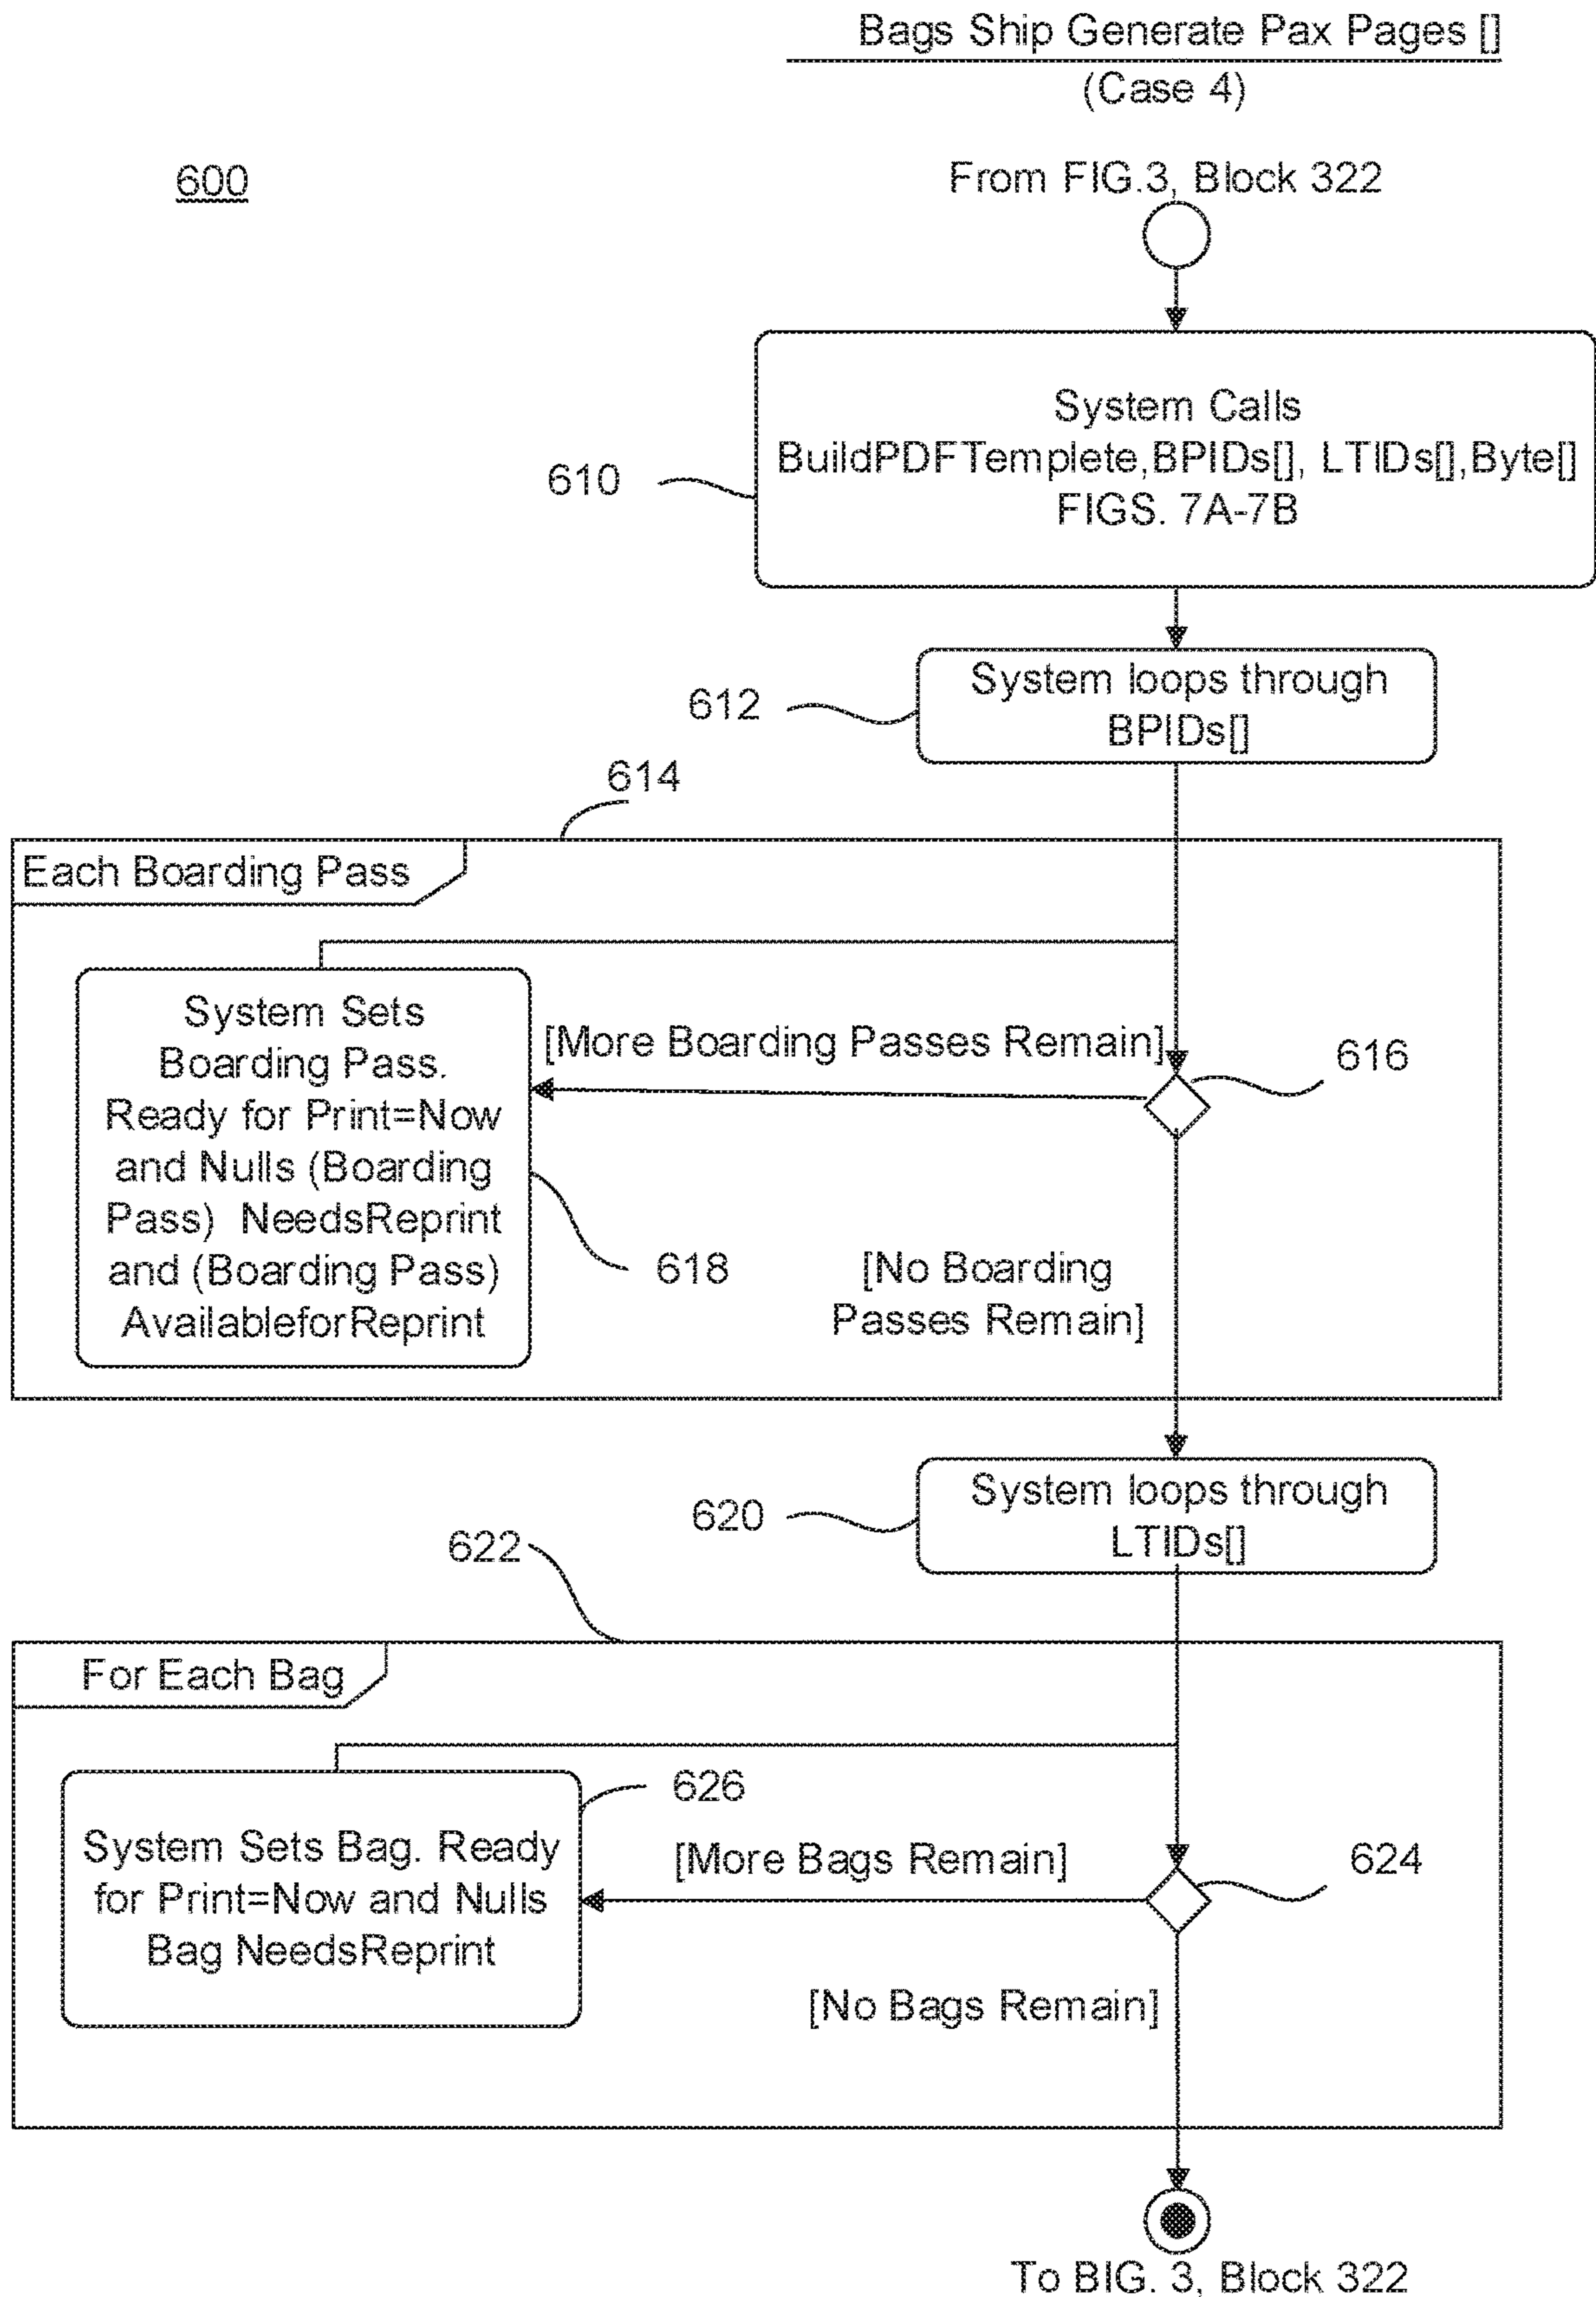 Bags Ship Generate Pax Pages []
(Case 4)
600
From FIG.3, Block 322
System Calls
BuildPDFTemplete,BPIDs[], LTIDs[],Byte[]
FIGS. 7A-7B
610
System loops through
BPIDs[]
612
614
Each Boarding Pass
System Sets
Boarding Pass.
Ready for Print=Now
and Nulls (Boarding
Pass) NeedsReprint
and (Boarding Pass)
AvailableforReprint
[More Boarding Passes Remain]
616
618
[No Boarding
Passes Remain]
System loops through
LTIDs[]
620
622
For Each Bag
626
System Sets Bag. Ready
for Print=Now and Nulls
Bag NeedsReprint
[More Bags Remain]
624
[No Bags Remain]
To BIG. 3, Block 322